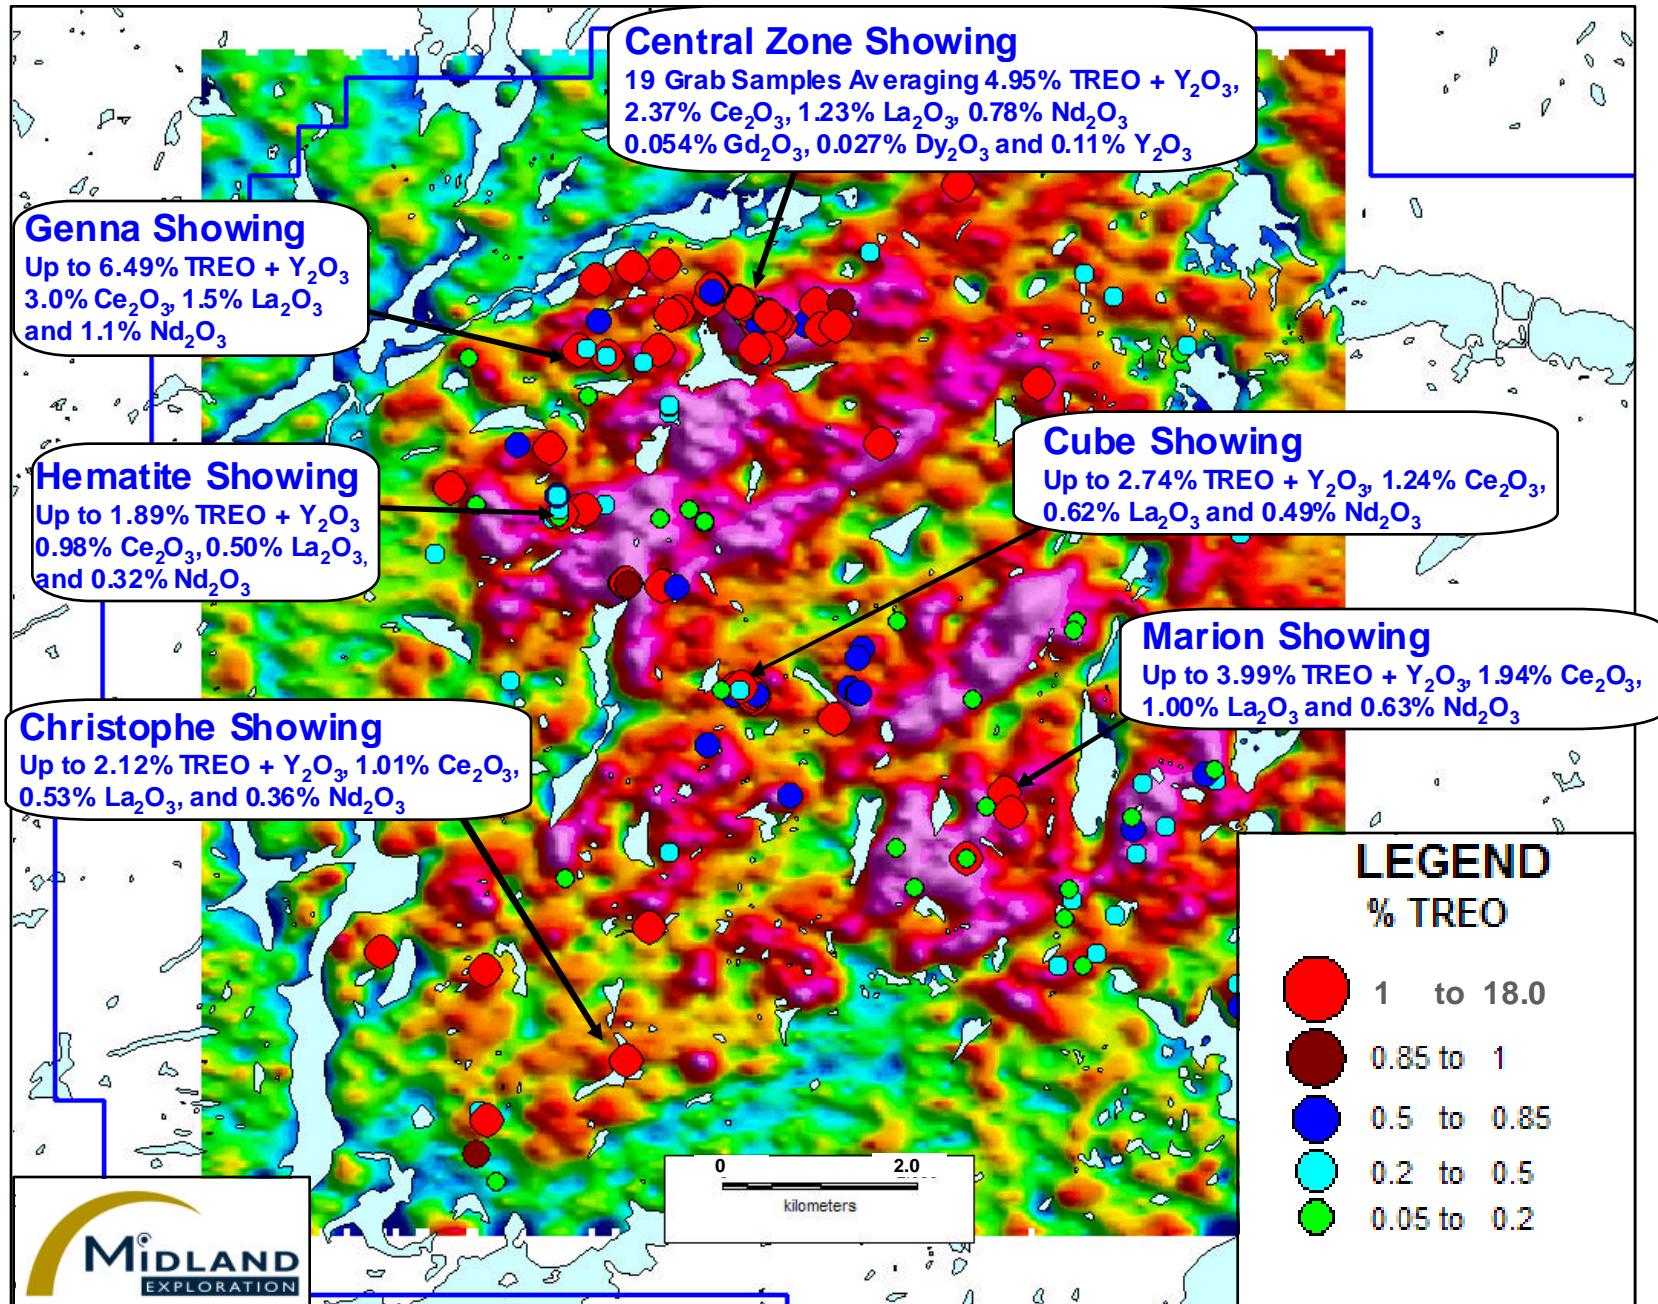 Central Zone Showing
19 Grab Samples Averaging 4.95% TREO + Y₂O₃,
2.37% Ce₂O₃, 1.23% La₂O₃, 0.78% Nd₂O₃
0.054% Gd₂O₃, 0.027% Dy₂O₃ and 0.11% Y₂O₃
Genna Showing
Up to 6.49% TREO + Y₂O₃
3.0% Ce₂O₃, 1.5% La₂O₃
and 1.1% Nd₂O₃
Hematite Showing
Up to 1.89% TREO + Y₂O₃
0.98% Ce₂O₃, 0.50% La₂O₃,
and 0.32% Nd₂O₃
Cube Showing
Up to 2.74% TREO + Y₂O₃, 1.24% Ce₂O₃,
0.62% La₂O₃ and 0.49% Nd₂O₃
Marion Showing
Up to 3.99% TREO + Y₂O₃, 1.94% Ce₂O₃,
1.00% La₂O₃ and 0.63% Nd₂O₃
Christophe Showing
Up to 2.12% TREO + Y₂O₃, 1.01% Ce₂O₃,
0.53% La₂O₃, and 0.36% Nd₂O₃
LEGEND
% TREO
1 to 18.0
0.85 to 1
0.5 to 0.85
0.2 to 0.5
0.05 to 0.2
0 2.0
kilometers
MIDLAND
EXPLORATION